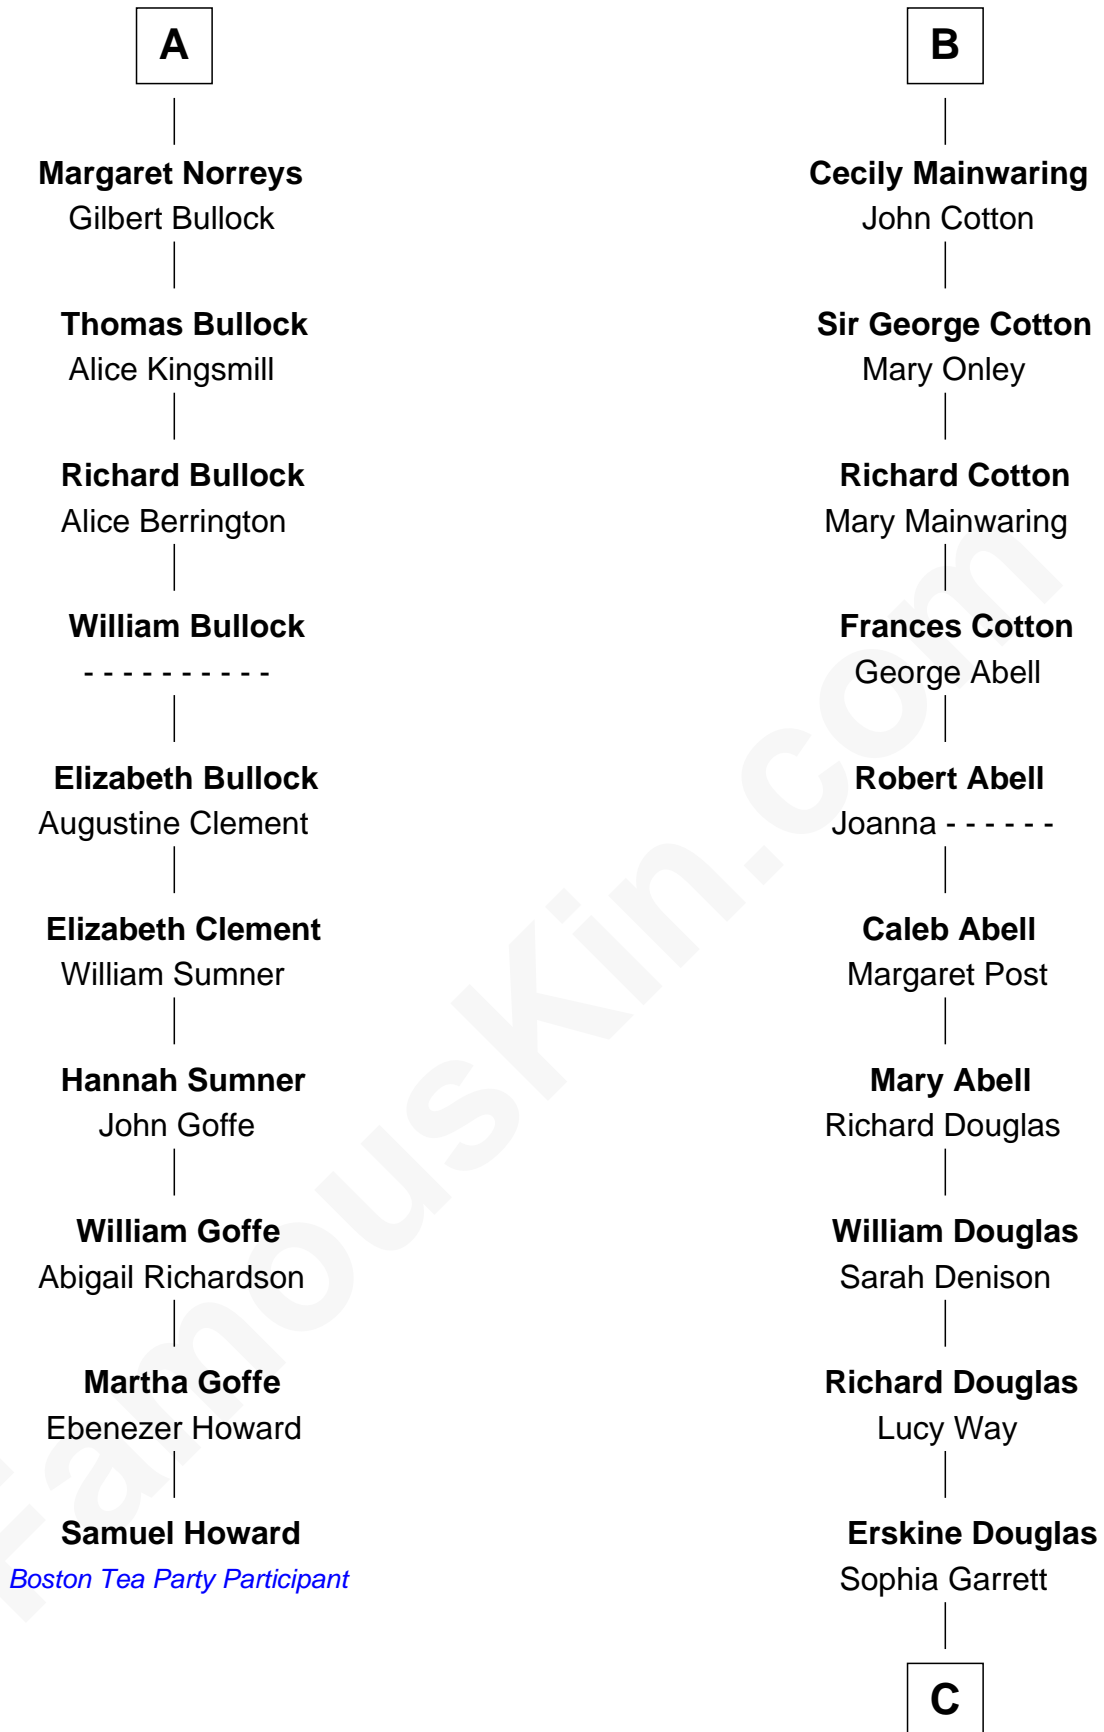 A
Margaret Norreys
Gilbert Bullock
Thomas Bullock
Alice Kingsmill
Richard Bullock
Alice Berrington
William Bullock
- - - - - - - - - -
Elizabeth Bullock
Augustine Clement
Elizabeth Clement
William Sumner
Hannah Sumner
John Goffe
William Goffe
Abigail Richardson
Martha Goffe
Ebenezer Howard
Samuel Howard
Boston Tea Party Participant
B
Cecily Mainwaring
John Cotton
Sir George Cotton
Mary Onley
Richard Cotton
Mary Mainwaring
Frances Cotton
George Abell
Robert Abell
Joanna - - - - - -
Caleb Abell
Margaret Post
Mary Abell
Richard Douglas
William Douglas
Sarah Denison
Richard Douglas
Lucy Way
Erskine Douglas
Sophia Garrett
C
FamousKin.com